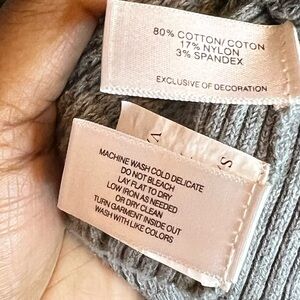 80% COTTON/ COTON
17% NYLON
3% SPANDEX
EXCLUSIVE OF DECORATION
S
MACHINE WASH COLD DELICATE
DO NOT BLEACH
LAY FLAT TO DRY
LOW IRON AS NEEDED
OR DRY CLEAN
TURN GARMENT INSIDE OUT
WASH WITH LIKE COLORS